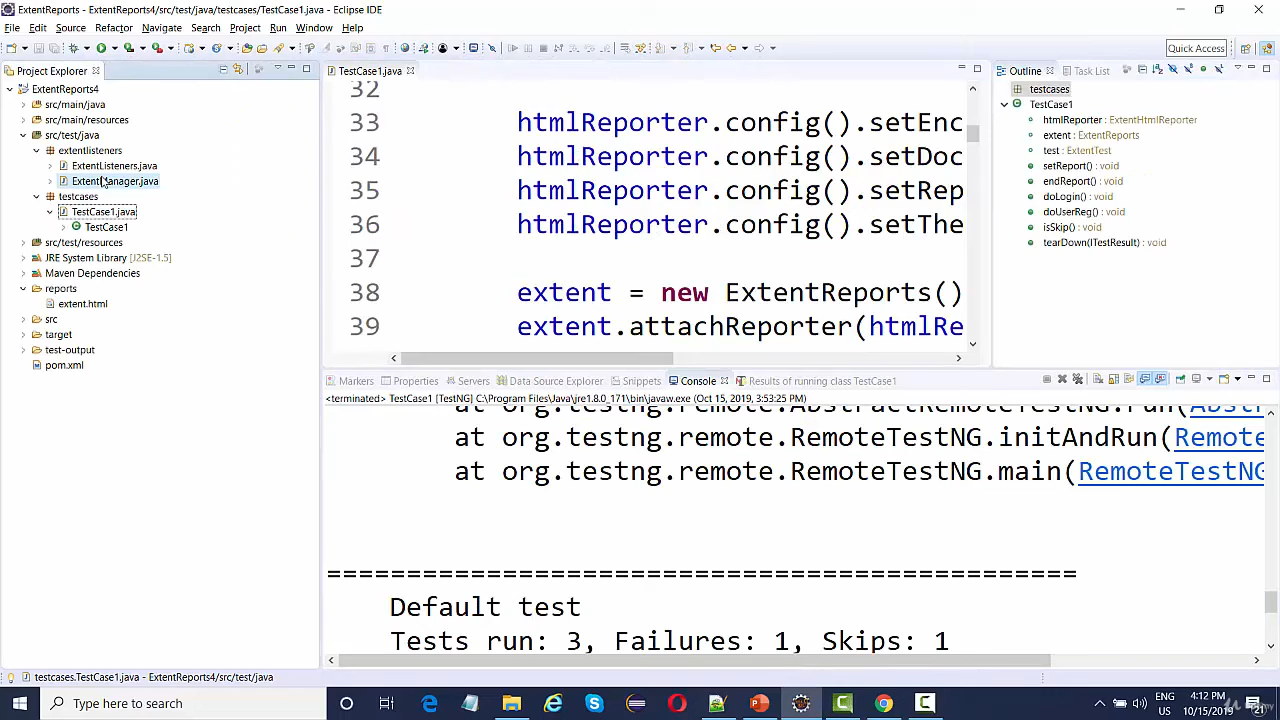 ExtentReports - ExtentReports4/src/test/java/testcases/TestCase1.java - Eclipse IDE
File Edit Source Refactor Navigate Search Project Run Window Help
Quick Access
Project Explorer
ExtentReports4
src/main/java
src/main/resources
src/test/java
extentlisteners
ExtentListeners.java
ExtentManager.java
testcases
TestCase1.java
TestCase1
src/test/resources
JRE System Library [J2SE-1.5]
Maven Dependencies
reports
extent.html
src
target
test-output
pom.xml
TestCase1.java
32
33 htmlReporter.config().setEnc
34 htmlReporter.config().setDoc
35 htmlReporter.config().setRep
36 htmlReporter.config().setThe
37
38 extent = new ExtentReports()
39 extent.attachReporter(htmlRe
Outline Task List
testcases
TestCase1
htmlReporter : ExtentHtmlReporter
extent : ExtentReports
test : ExtentTest
setReport() : void
endReport() : void
doLogin() : void
doUserReg() : void
isSkip() : void
tearDown(ITestResult) : void
Markers Properties Servers Data Source Explorer Snippets Console Results of running class TestCase1
<terminated> TestCase1 [TestNG] C:\Program Files\Java\jre1.8.0_171\bin\javaw.exe (Oct 15, 2019, 3:53:25 PM)
at org.testng.remote.AbstractRemoteTestNG.run(Abstr
at org.testng.remote.RemoteTestNG.initAndRun(Remote
at org.testng.remote.RemoteTestNG.main(RemoteTestNG
===============================================
Default test
Tests run: 3, Failures: 1, Skips: 1
testcases.TestCase1.java - ExtentReports4/src/test/java
Type here to search
ENG
US
4:12 PM
10/15/2019
21